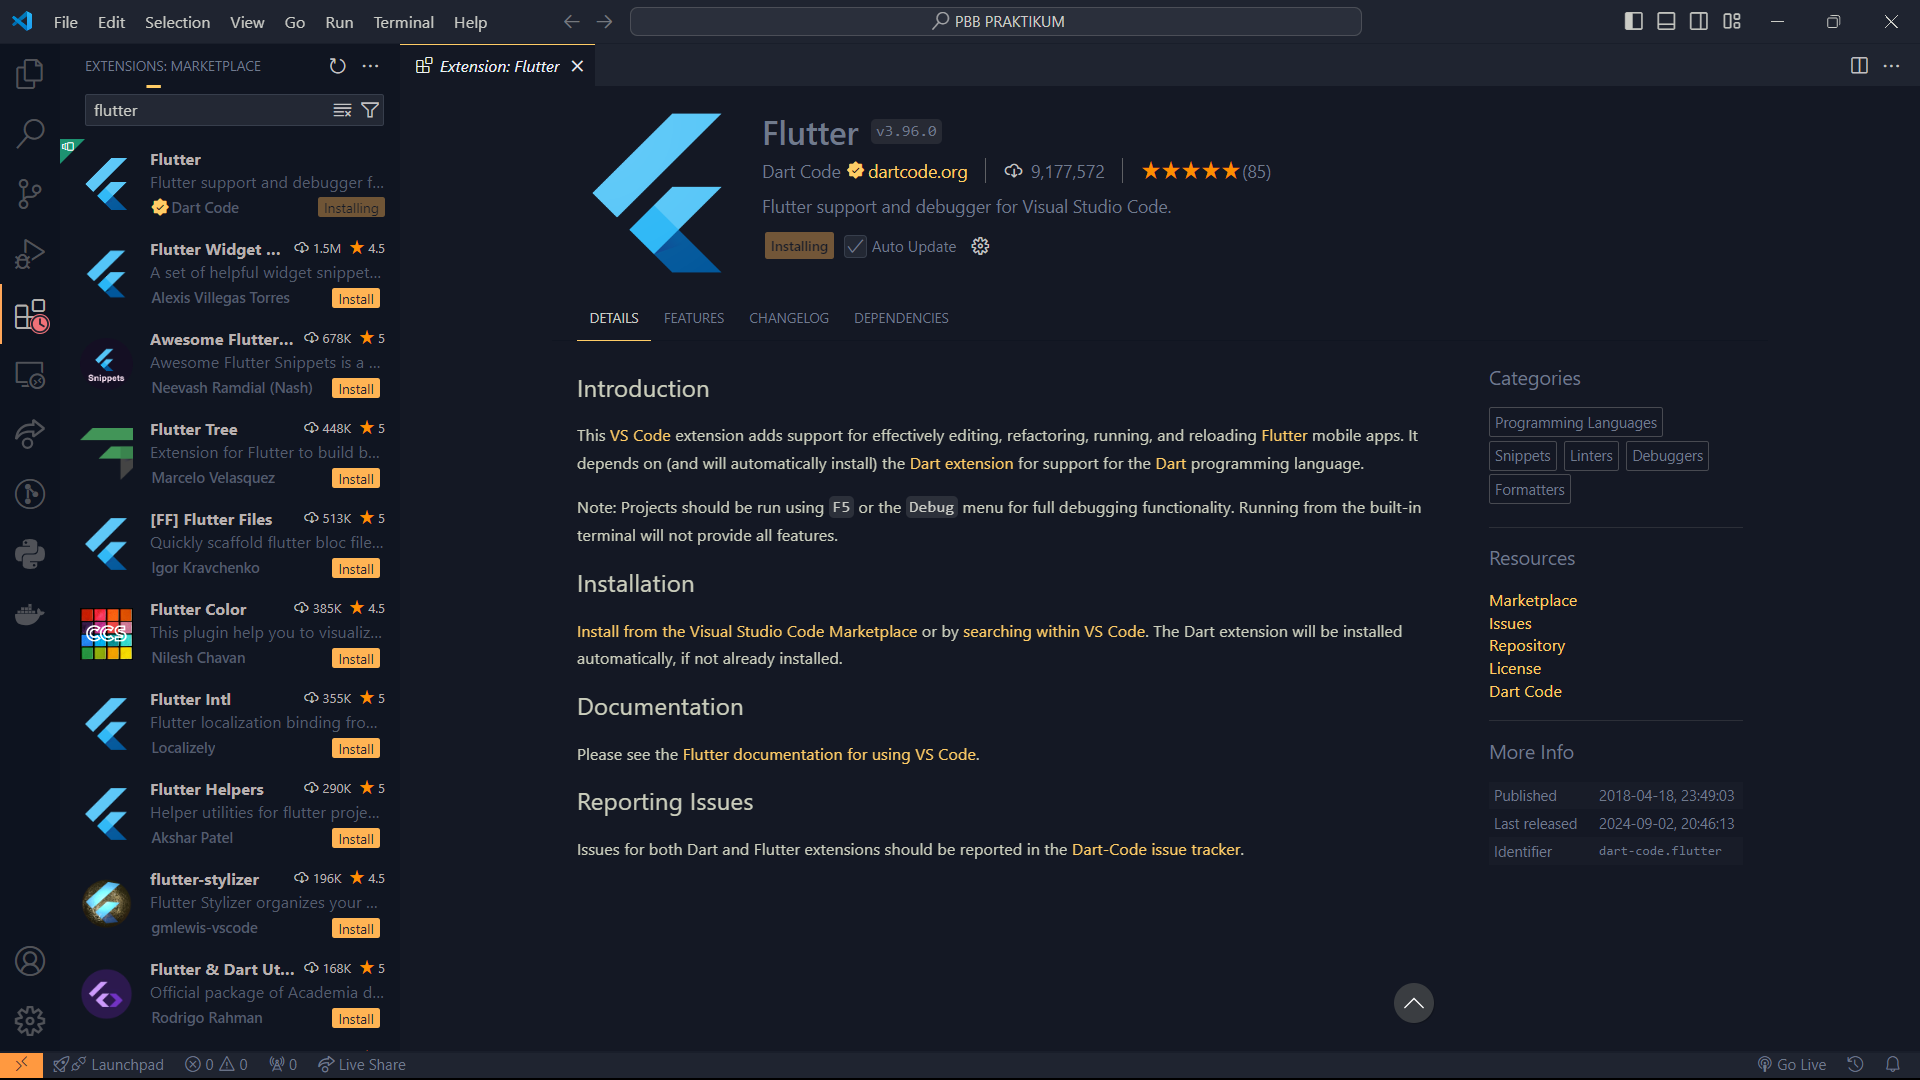 File Edit Selection View Go Run Terminal Help
PBB PRAKTIKUM
EXTENSIONS: MARKETPLACE
flutter
Flutter
Flutter support and debugger f...
Dart Code Installing
Flutter Widget ... 1.5M 4.5
A set of helpful widget snippet...
Alexis Villegas Torres Install
Awesome Flutter... 678K 5
Awesome Flutter Snippets is a ...
Neevash Ramdial (Nash) Install
Snippets
Flutter Tree 448K 5
Extension for Flutter to build b...
Marcelo Velasquez Install
[FF] Flutter Files 513K 5
Quickly scaffold flutter bloc file...
Igor Kravchenko Install
Flutter Color 385K 4.5
This plugin help you to visualiz...
Nilesh Chavan Install
CCS
Flutter Intl 355K 5
Flutter localization binding fro...
Localizely Install
Flutter Helpers 290K 5
Helper utilities for flutter proje...
Akshar Patel Install
flutter-stylizer 196K 4.5
Flutter Stylizer organizes your ...
gmlewis-vscode Install
Flutter & Dart Ut... 168K 5
Official package of Academia d...
Rodrigo Rahman Install
Extension: Flutter
Flutter v3.96.0
Dart Code dartcode.org 9,177,572 (85)
Flutter support and debugger for Visual Studio Code.
Installing Auto Update
DETAILS FEATURES CHANGELOG DEPENDENCIES
Introduction
This VS Code extension adds support for effectively editing, refactoring, running, and reloading Flutter mobile apps. It
depends on (and will automatically install) the Dart extension for support for the Dart programming language.
Note: Projects should be run using F5 or the Debug menu for full debugging functionality. Running from the built-in
terminal will not provide all features.
Installation
Install from the Visual Studio Code Marketplace or by searching within VS Code. The Dart extension will be installed
automatically, if not already installed.
Documentation
Please see the Flutter documentation for using VS Code.
Reporting Issues
Issues for both Dart and Flutter extensions should be reported in the Dart-Code issue tracker.
Categories
Programming Languages
Snippets Linters Debuggers
Formatters
Resources
Marketplace
Issues
Repository
License
Dart Code
More Info
Published 2018-04-18, 23:49:03
Last released 2024-09-02, 20:46:13
Identifier dart-code.flutter
Launchpad 0 0 0 Live Share Go Live